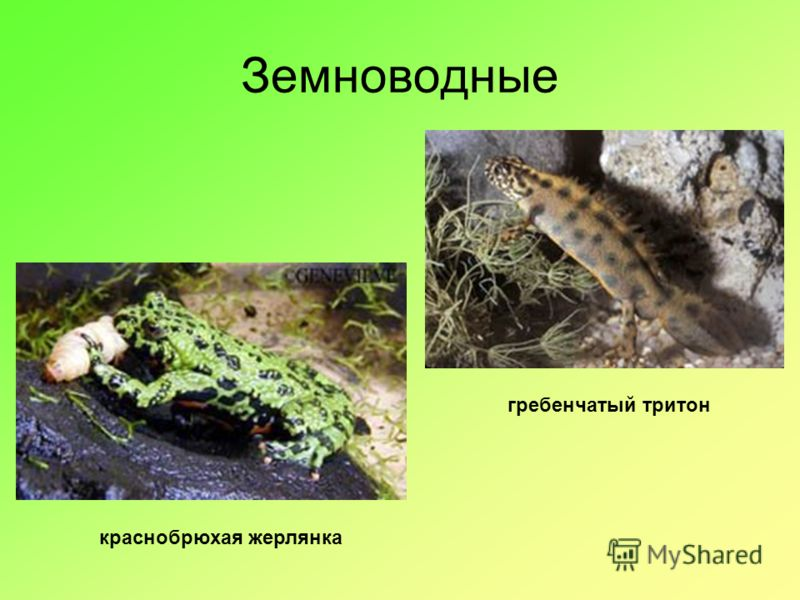 Земноводные
©GENEVIEVE
гребенчатый тритон
краснобрюхая жерлянка
MyShared